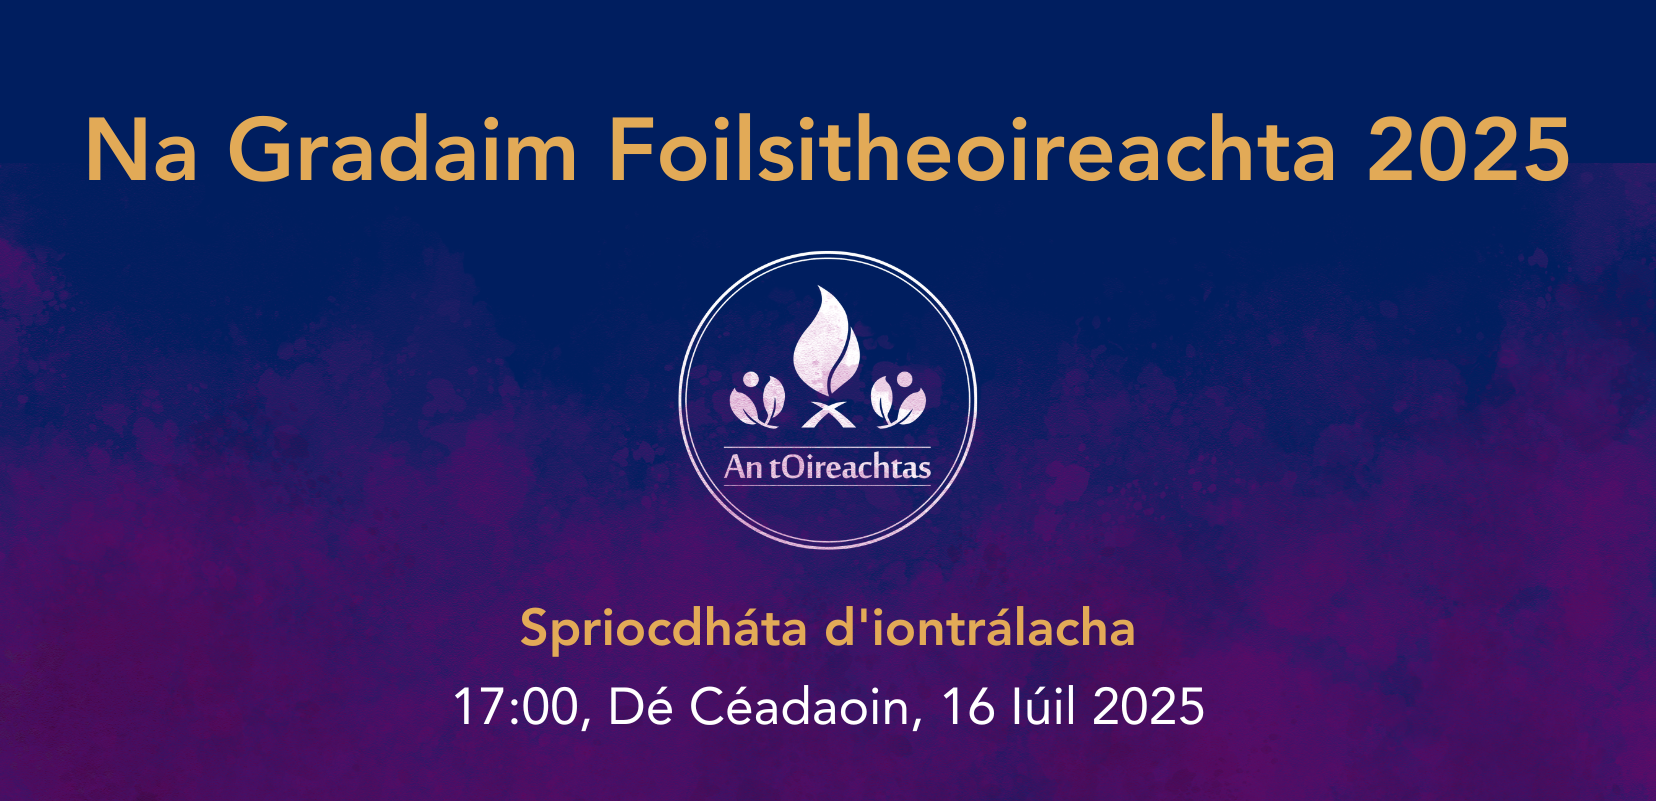 Na Gradaim Foilsitheoireachta 2025
An tOireachtas
Spriocdháta d'iontrálacha
17:00, Dé Céadaoin, 16 Iúil 2025